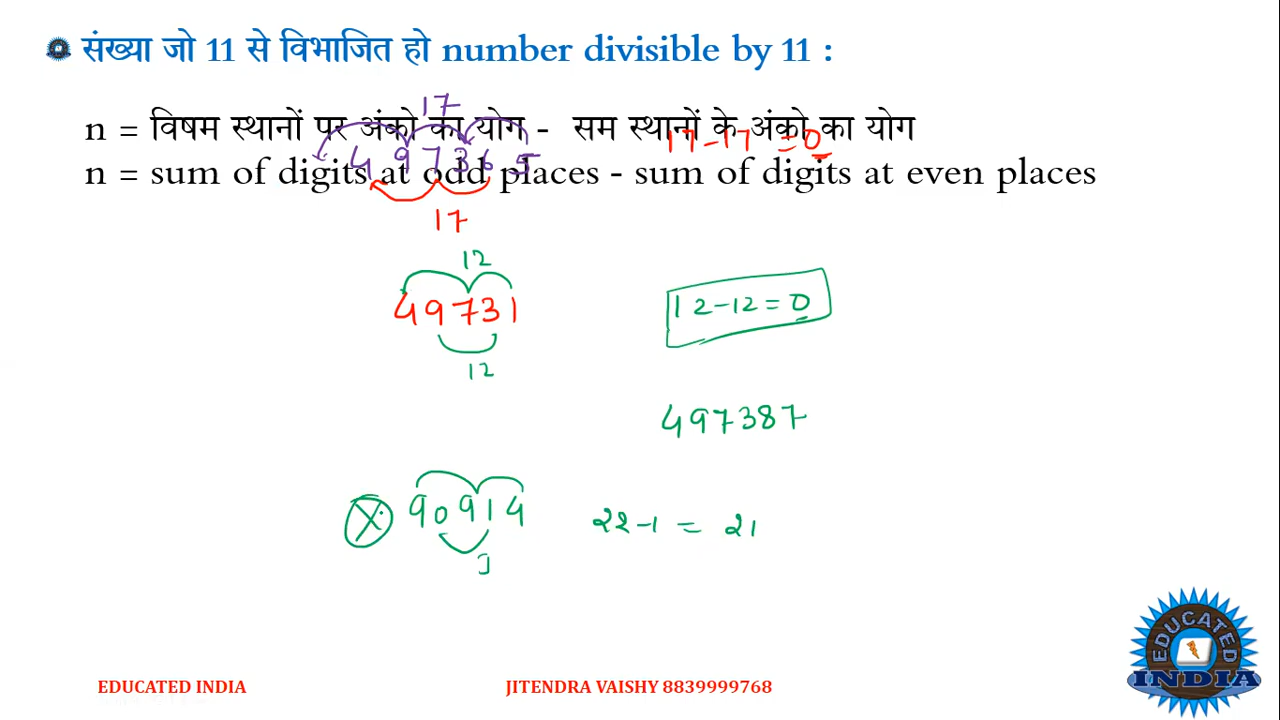 संख्या जो 11 से विभाजित हो number divisible by 11 :
17
n = विषम स्थानों पर अंको का योग - सम स्थानों के अंको का योग
17-17 = 0
497365
n = sum of digits at odd places - sum of digits at even places
17
12
49731
12-12=0
12
497387
X 90914
22-1 = 21
1
EDUCATED INDIA
EDUCATED INDIA
JITENDRA VAISHY 8839999768